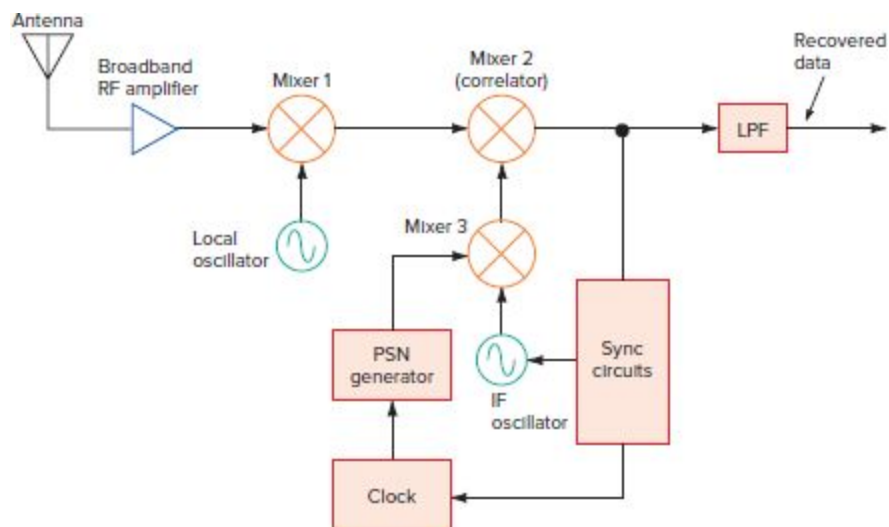 Antenna
Broadband
RF amplifier
Mixer 1
Mixer 2
(correlator)
Recovered
data
LPF
Local
oscillator
Mixer 3
PSN
generator
IF
oscillator
Sync
circuits
Clock